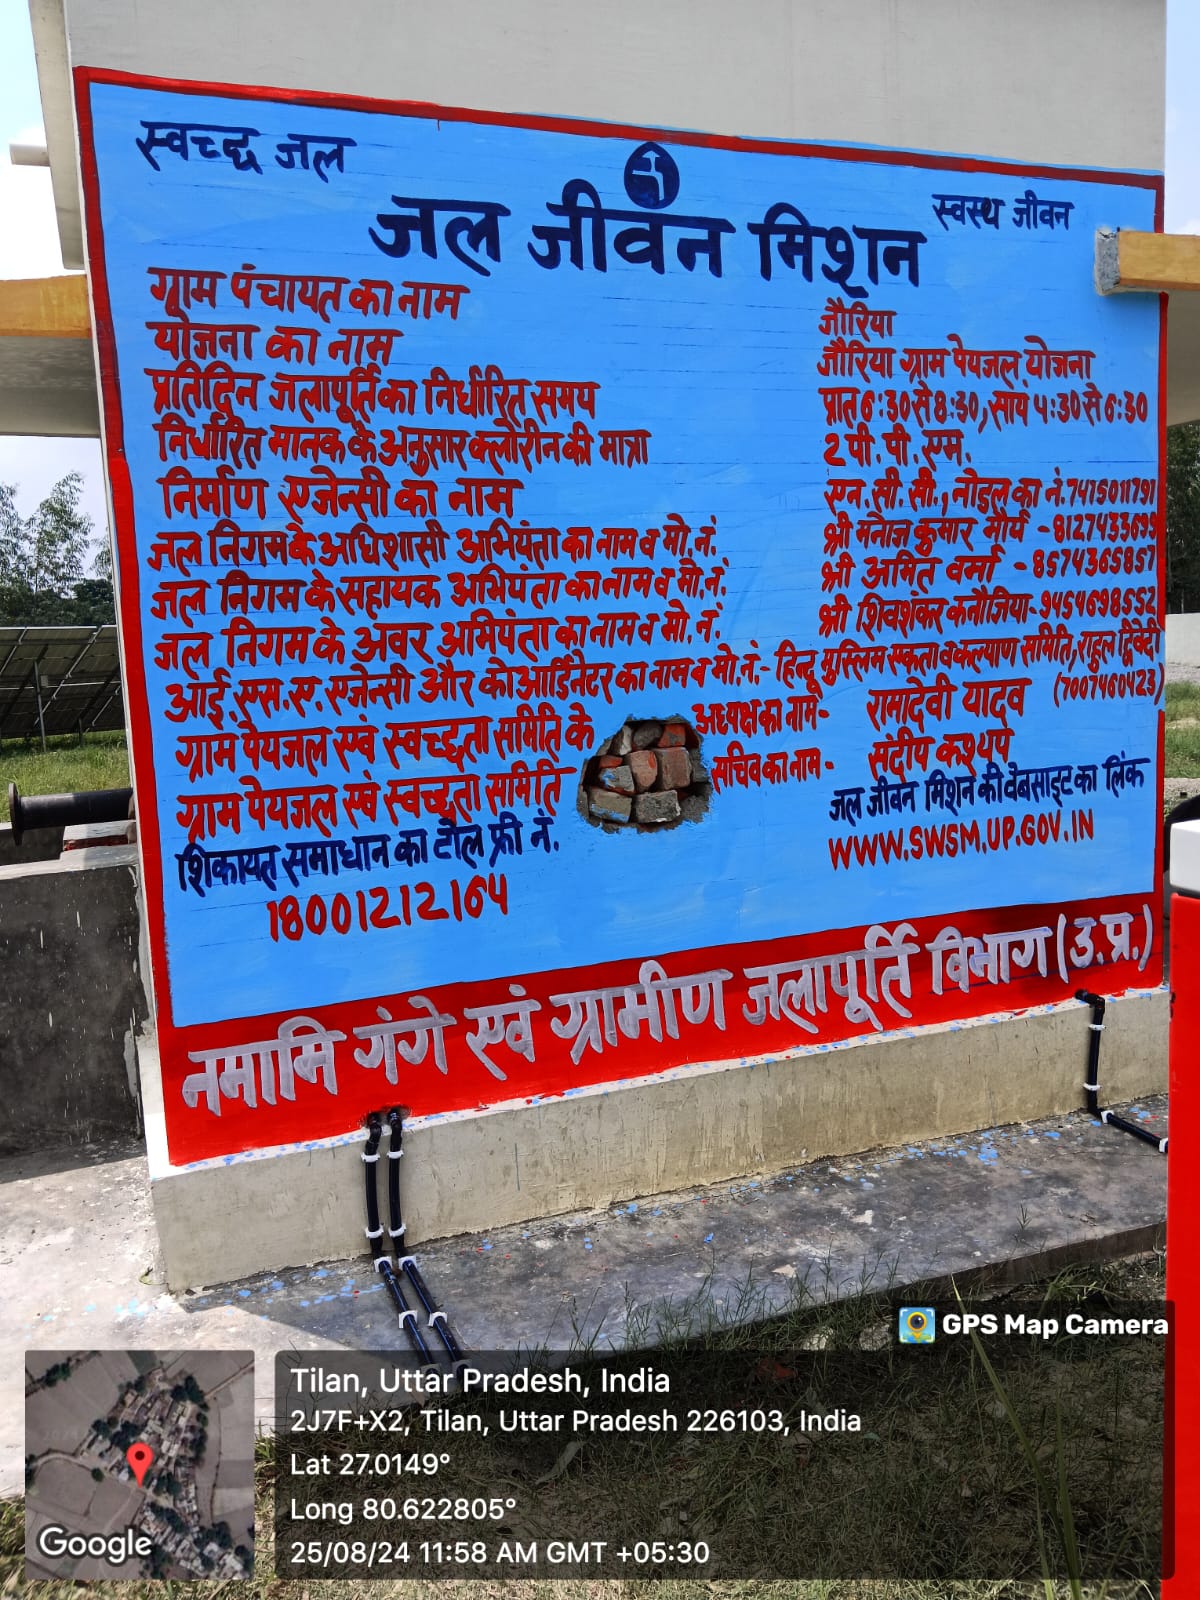 स्वच्छ जल
स्वस्थ जीवन
जल जीवन मिशन
ग्राम पंचायत का नाम जौरिया
योजना का नाम जौरिया ग्राम पेयजल योजना
प्रतिदिन जलापूर्ति का निर्धारित समय प्रात 6:30 से 8:30, सायं 4:30 से 6:30
निर्धारित मानक के अनुसार क्लोरीन की मात्रा 2 पी. पी. एम.
निर्माण एजेन्सी का नाम एन. सी. सी., नोडल का नं. 7415011791
जल निगम के अधिशासी अभियंता का नाम व मो. नं. श्री मनोज कुमार मौर्य - 8127433699
जल निगम के सहायक अभियंता का नाम व मो. नं. श्री अमित वर्मा - 8574365857
जल निगम के अवर अभियंता का नाम व मो. नं. श्री शिवशंकर कनौजिया - 9454698552
आई. एस. ए. एजेन्सी और कोआर्डिनेटर का नाम व मो. नं. - हिन्दू मुस्लिम एकता व कल्याण समिति, राहुल द्विवेदी
(7007460423)
ग्राम पेयजल एवं स्वच्छता समिति के अध्यक्ष का नाम - रामादेवी यादव
ग्राम पेयजल एवं स्वच्छता समिति सचिव का नाम - संदीप कश्यप
शिकायत समाधान का टोल फ्री नं.
18001212164
जल जीवन मिशन की वेबसाइट का लिंक
WWW.SWSM.UP.GOV.IN
नमामि गंगे एवं ग्रामीण जलापूर्ति विभाग (उ. प्र.)
GPS Map Camera
Tilan, Uttar Pradesh, India
2J7F+X2, Tilan, Uttar Pradesh 226103, India
Lat 27.0149°
Long 80.622805°
25/08/24 11:58 AM GMT +05:30
Google